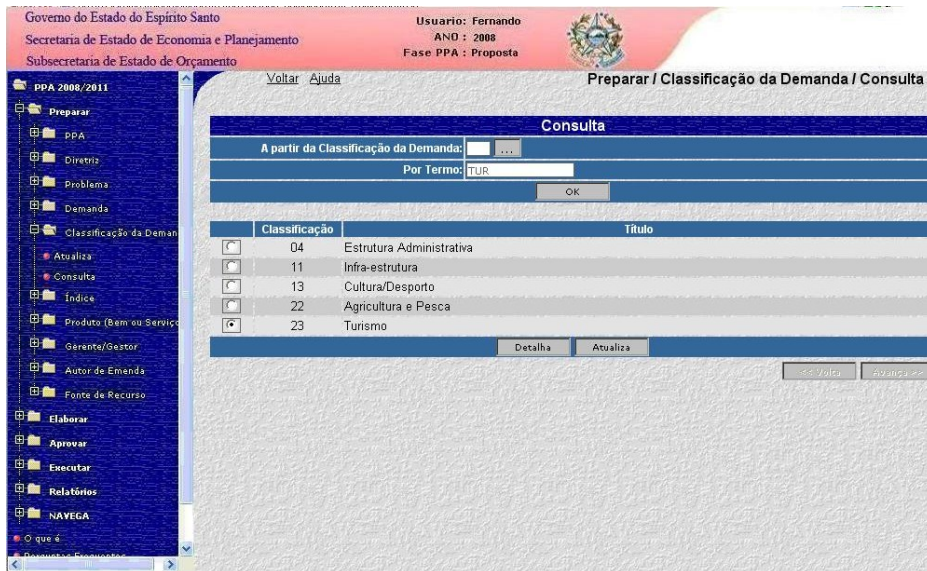 Governo do Estado do Espírito Santo
Secretaria de Estado de Economia e Planejamento
Subsecretaria de Estado de Orçamento
Usuario: Fernando
ANO : 2008
Fase PPA : Proposta
PPA 2008/2011
Preparar
PPA
Diretriz
Problema
Demanda
Classificação da Deman
Atualiza
Consulta
Índice
Produto (Bem ou Serviço
Gerente/Gestor
Autor de Emenda
Fonte de Recurso
Elaborar
Aprovar
Executar
Relatórios
NAVEGA
O que é
Perguntas Frequentes
Voltar Ajuda
Preparar / Classificação da Demanda / Consulta
Consulta
A partir da Classificação da Demanda: ...
Por Termo: TUR
OK
Classificação Título
04 Estrutura Administrativa
11 Infra-estrutura
13 Cultura/Desporto
22 Agricultura e Pesca
23 Turismo
Detalha Atualiza
<< Volta Avança >>